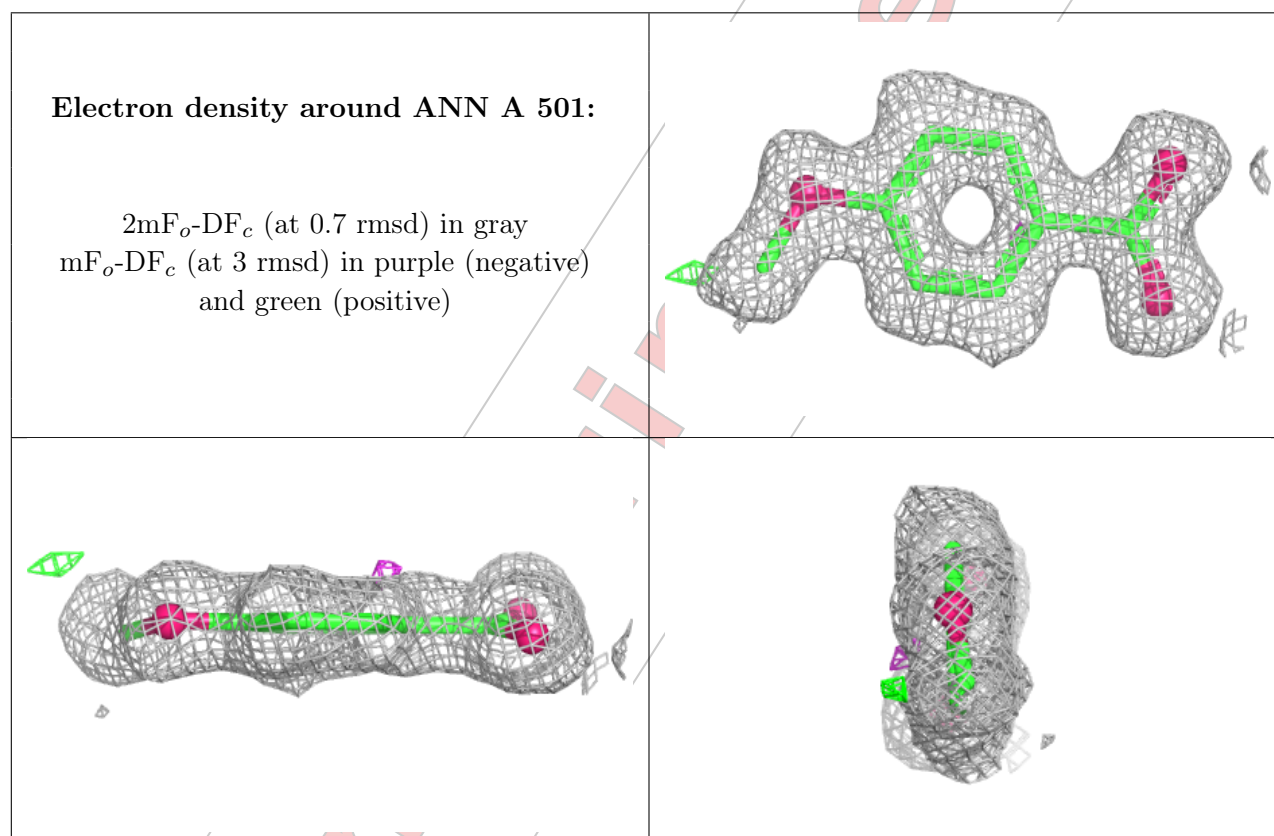 Electron density around ANN A 501:
2mFₒ-DF𝒸 (at 0.7 rmsd) in gray
mFₒ-DF𝒸 (at 3 rmsd) in purple (negative)
and green (positive)